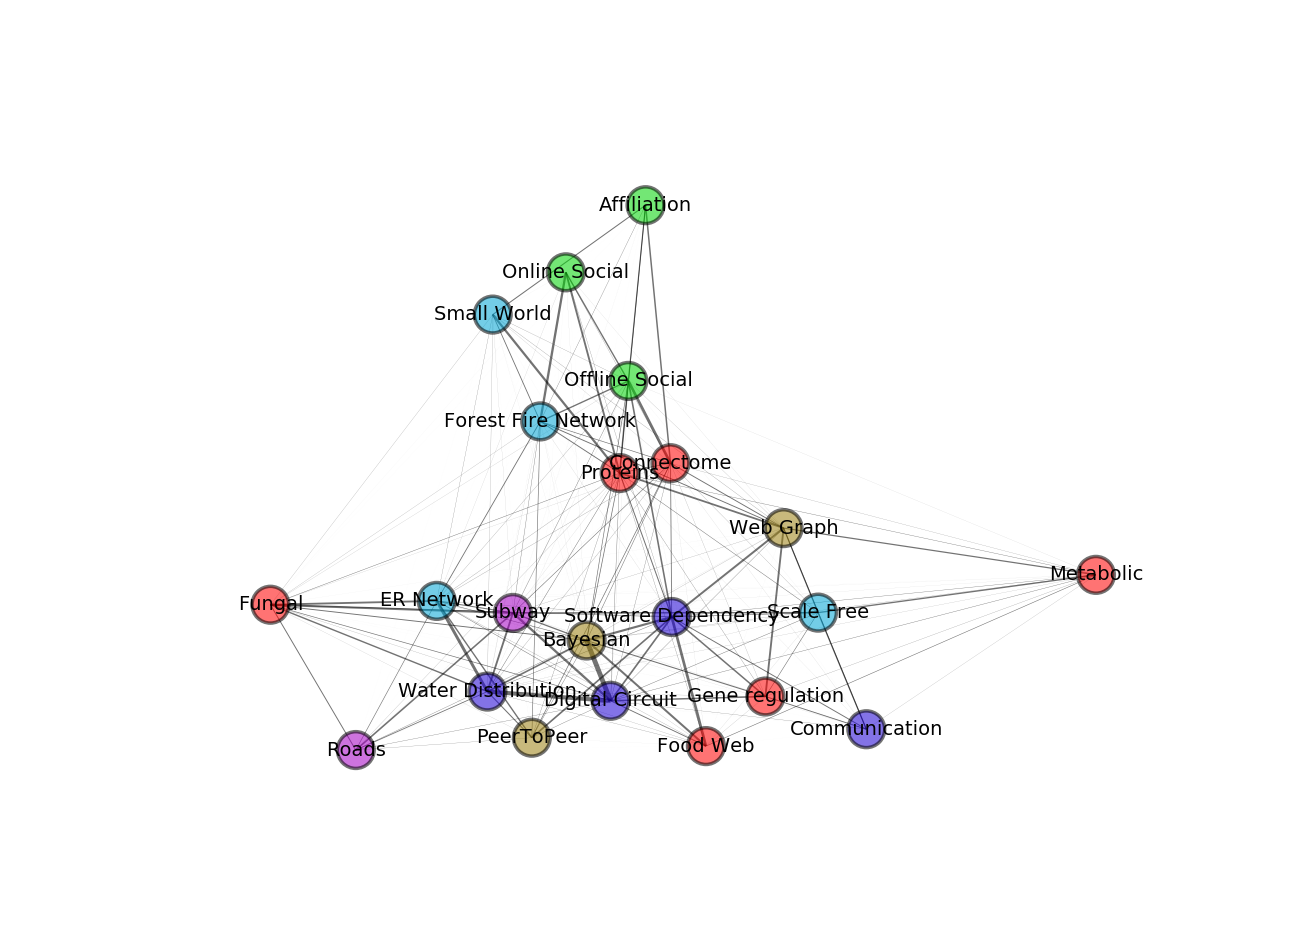 Affiliation
Online Social
Small World
Offline Social
Forest Fire Network
Connectome
Proteins
Web Graph
Metabolic
Fungal
ER Network
Subway
Software Dependency
Scale Free
Bayesian
Water Distribution
Digital Circuit
Gene regulation
Communication
PeerToPeer
Roads
Food Web